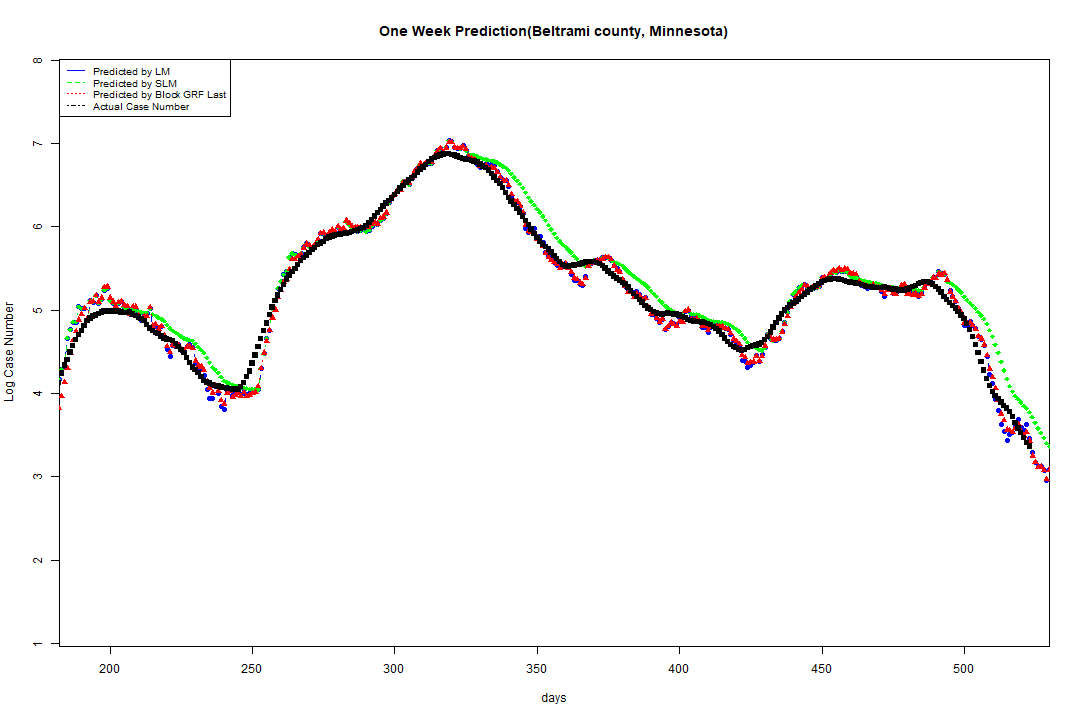 One Week Prediction(Beltrami county, Minnesota)
Predicted by LM
Predicted by SLM
Predicted by Block GRF Last
Actual Case Number
8
7
6
5
4
3
2
1
Log Case Number
200 250 300 350 400 450 500
days